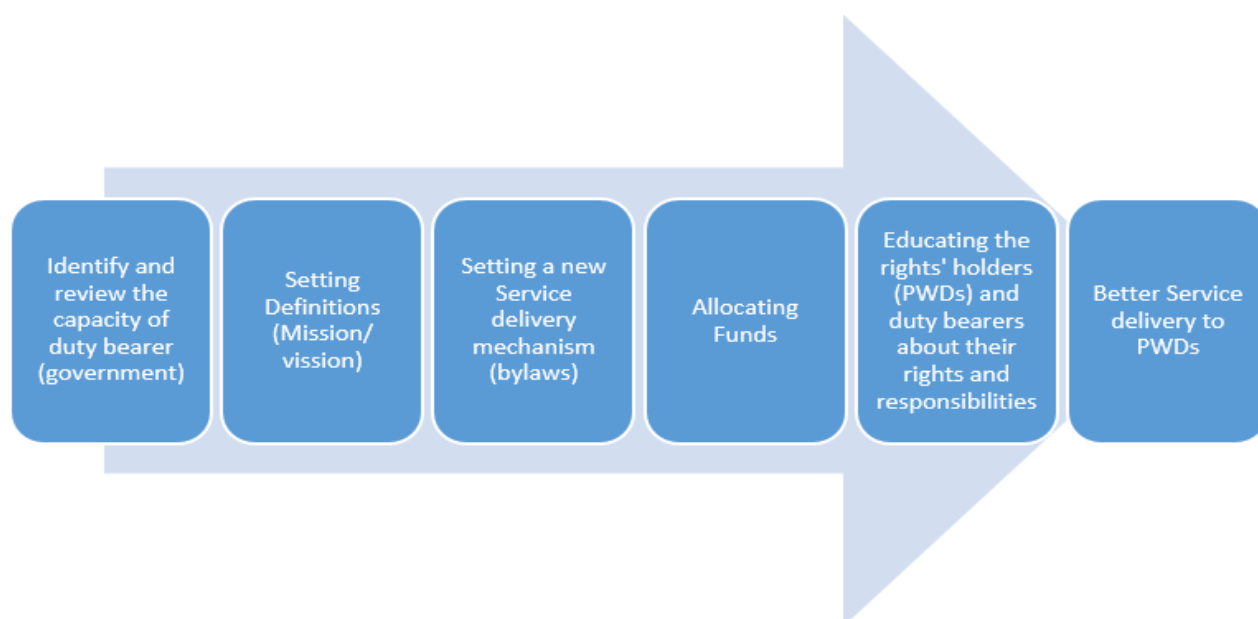 Identify and
review the
capacity of
duty bearer
(government)
Setting
Definitions
(Mission/
vission)
Setting a new
Service
delivery
mechanism
(bylaws)
Allocating
Funds
Educating the
rights' holders
(PWDs) and
duty bearers
about their
rights and
responsibilities
Better Service
delivery to
PWDs